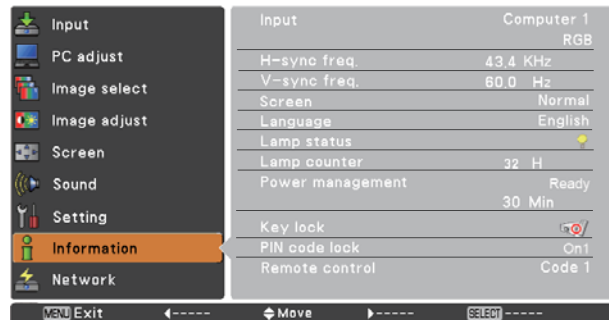 Input
PC adjust
Image select
Image adjust
Screen
Sound
Setting
Information
Network
Input Computer 1
RGB
H-sync freq. 43.4 KHz
V-sync freq. 60.0 Hz
Screen Normal
Language English
Lamp status
Lamp counter 32 H
Power management Ready
30 Min
Key lock
PIN code lock On1
Remote control Code 1
MENU Exit ----- Move ----- SELECT -----